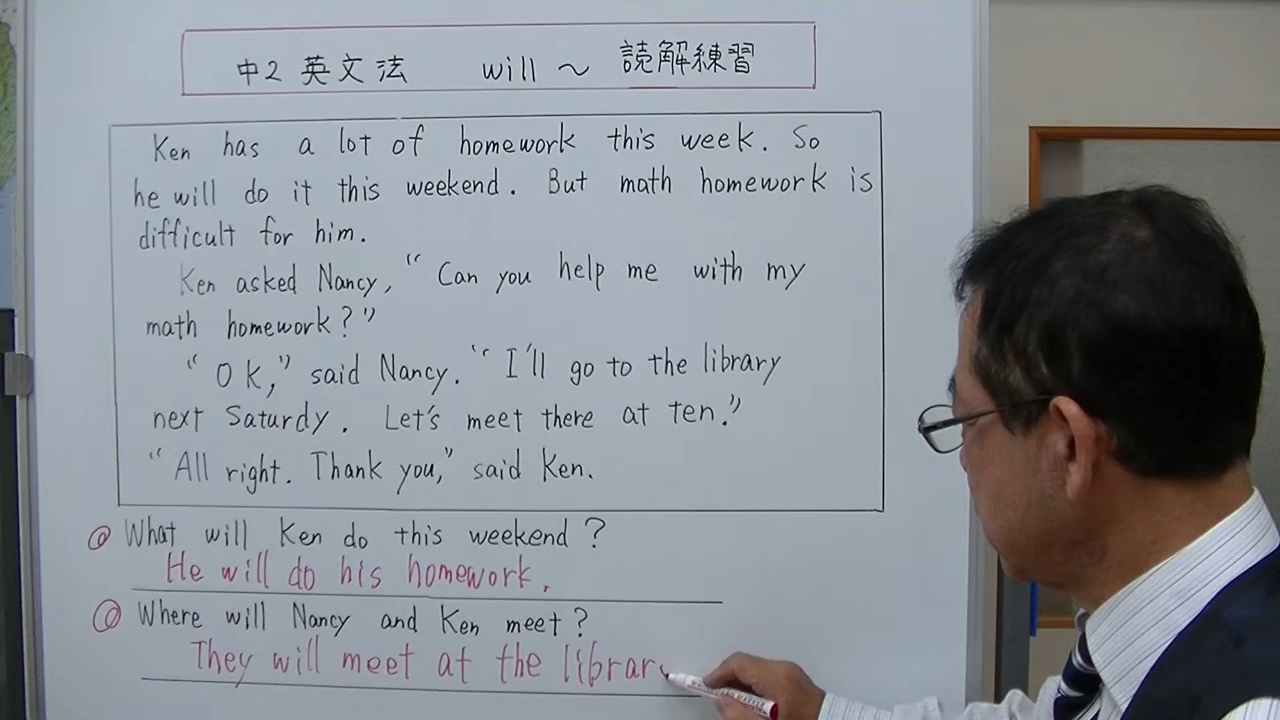 中2 英文法 will ~ 読解練習
Ken has a lot of homework this week. So
he will do it this weekend. But math homework is
difficult for him.
Ken asked Nancy, "Can you help me with my
math homework?"
"OK," said Nancy. "I'll go to the library
next Saturdy. Let's meet there at ten."
"All right. Thank you," said Ken.
@ What will Ken do this weekend?
He will do his homework.
@ Where will Nancy and Ken meet?
They will meet at the librar